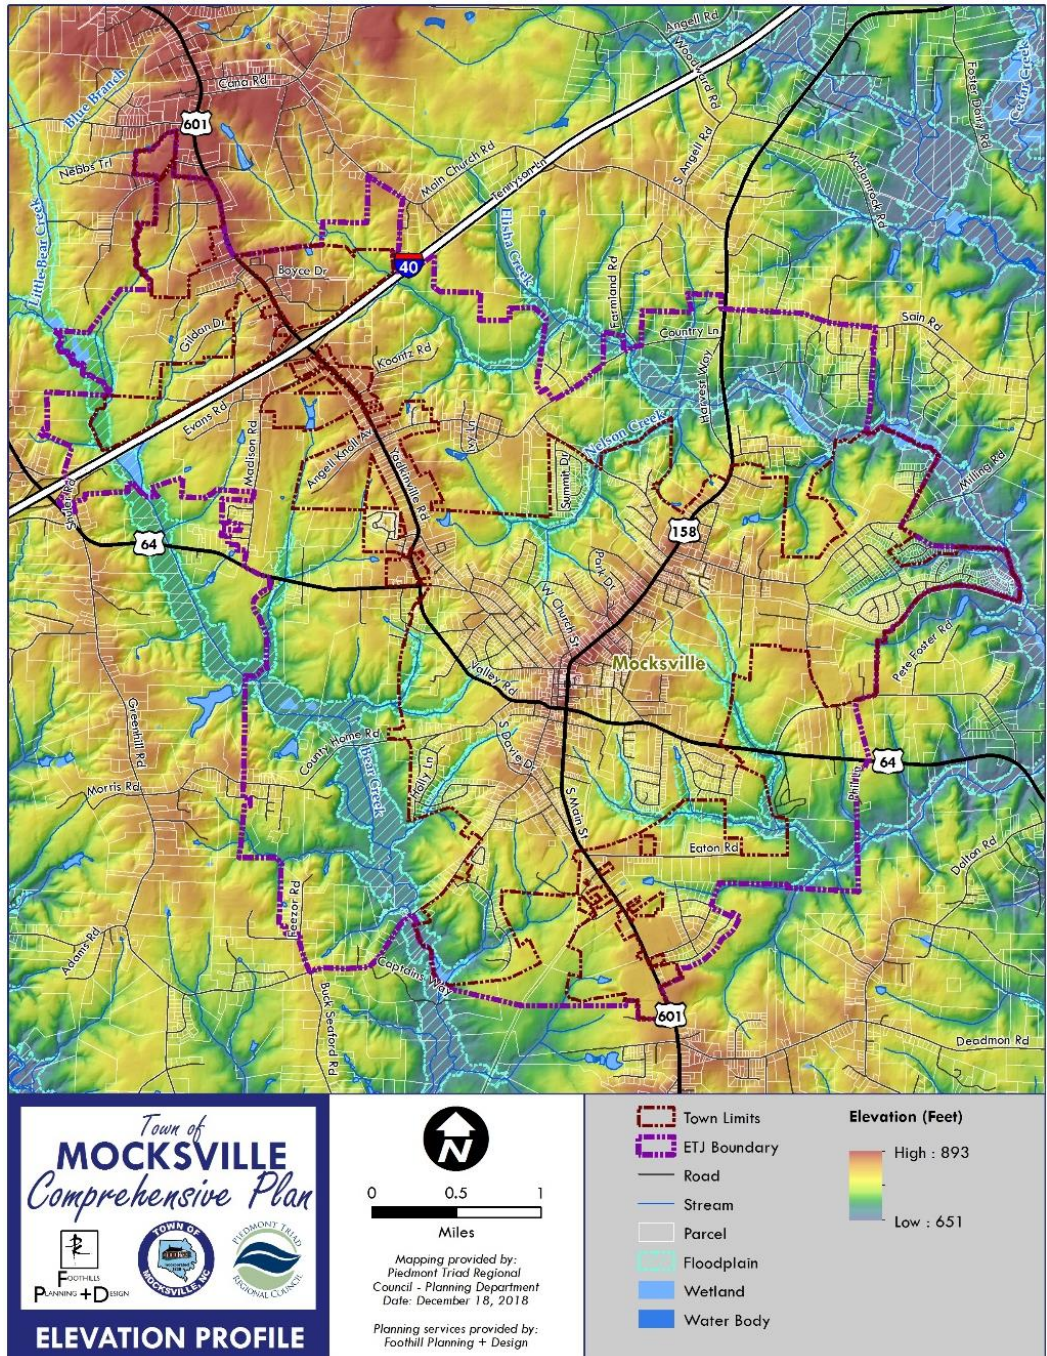 Angell Rd
Woodward Rd
Foster Dairy Rd
Cedar Creek
Cana Rd
Blue Branch
601
Nebbs Trl
Main Church Rd
Tennyson Ln
S Angell Rd
Mclamrock Rd
Elisha Creek
Little Bear Creek
40
Boyce Dr
Farmland Rd
Sain Rd
Country Ln
Gildan Dr
Koontz Rd
Harvest Way
Evans Rd
Madison Rd
Angell Knoll Av
Yadkinville Rd
Nelson Creek
Summit Dr
Milling Rd
64
158
Park Dr
W Church St
Mocksville
Pete Foster Rd
Valley Rd
Greenhill Rd
County Home Rd
S Davie D
Jolly Ln
Bear Creek
64
Morris Rd
S Main St
Eaton Rd
Dalton Rd
Feezor Rd
Adams Rd
Captains Way
Buck Seaford Rd
601
Deadmon Rd
Town of
MOCKSVILLE
Comprehensive Plan
FOOTHILLS
PLANNING + DESIGN
TOWN OF
MOCKSVILLE, NC
PIEDMONT TRIAD
REGIONAL COUNCIL
ELEVATION PROFILE
N
0 0.5 1
Miles
Mapping provided by:
Piedmont Triad Regional
Council - Planning Department
Date: December 18, 2018
Planning services provided by:
Foothill Planning + Design
Town Limits
ETJ Boundary
Road
Stream
Parcel
Floodplain
Wetland
Water Body
Elevation (Feet)
High : 893
Low : 651